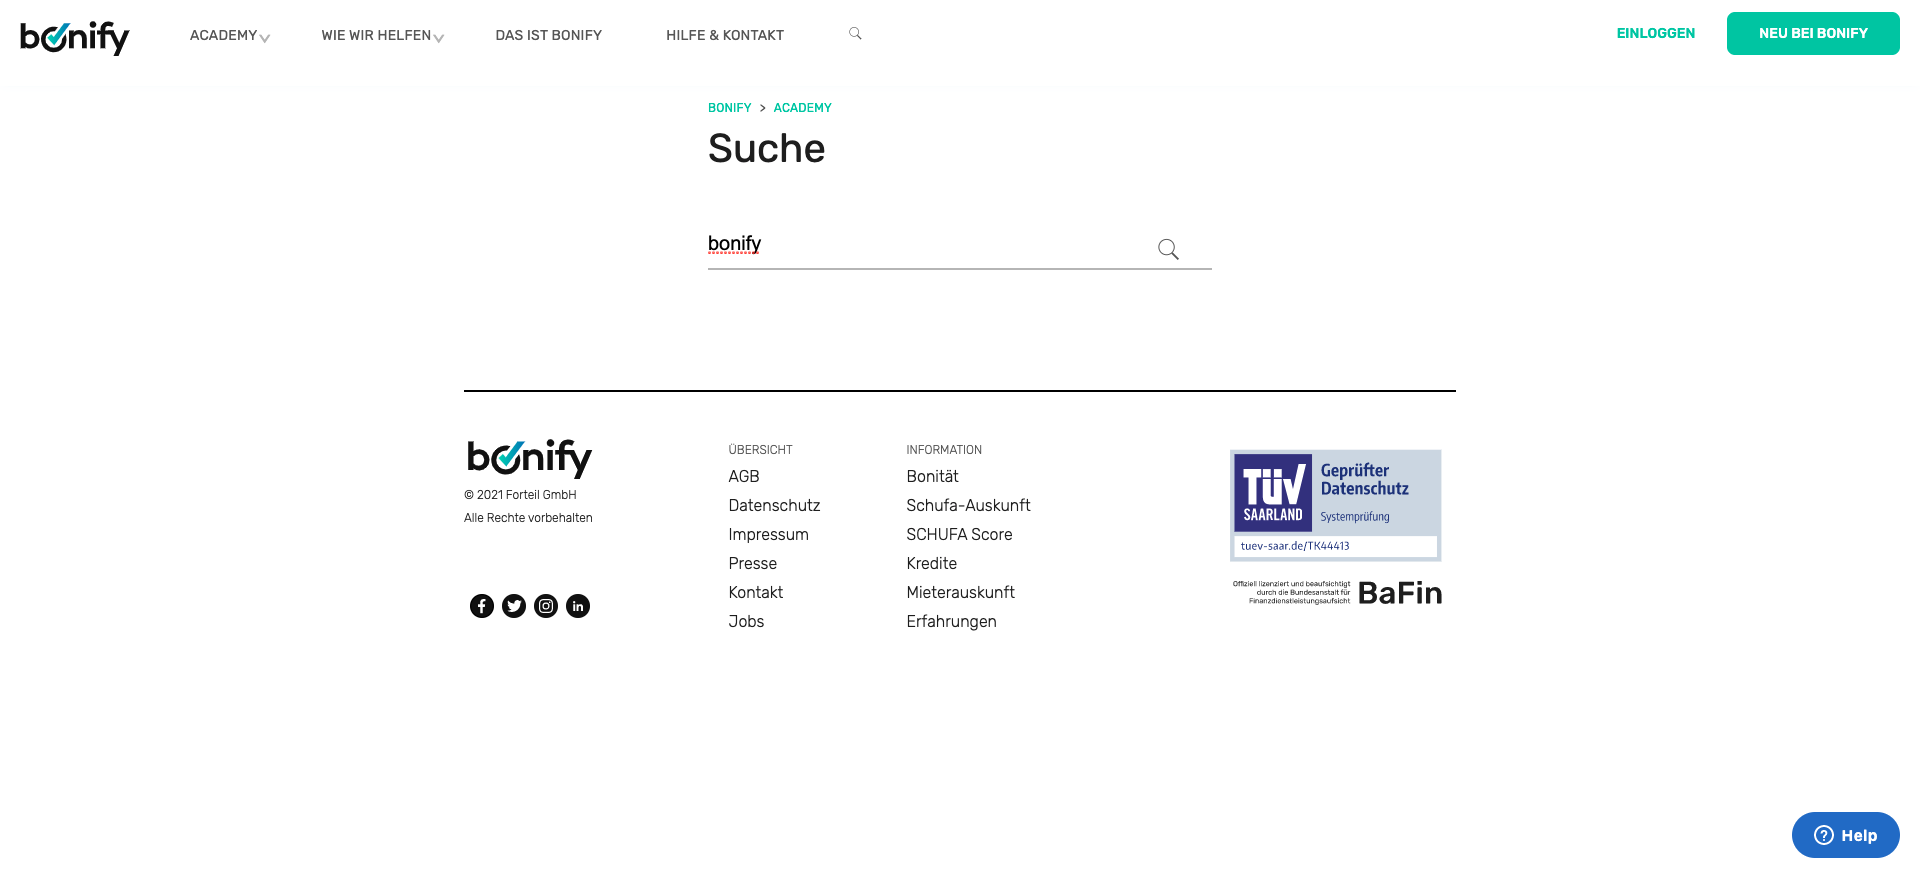 bonify
ACADEMY
WIE WIR HELFEN
DAS IST BONIFY
HILFE & KONTAKT
EINLOGGEN
NEU BEI BONIFY
BONIFY > ACADEMY
Suche
bonify
bonify
© 2021 Forteil GmbH
Alle Rechte vorbehalten
in
ÜBERSICHT
AGB
Datenschutz
Impressum
Presse
Kontakt
Jobs
INFORMATION
Bonität
Schufa-Auskunft
SCHUFA Score
Kredite
Mieterauskunft
Erfahrungen
TÜV
SAARLAND
Geprüfter
Datenschutz
Systemprüfung
tuev-saar.de/TK44413
Offiziell lizenziert und beaufsichtigt
durch die Bundesanstalt für
Finanzdienstleistungsaufsicht
BaFin
Help